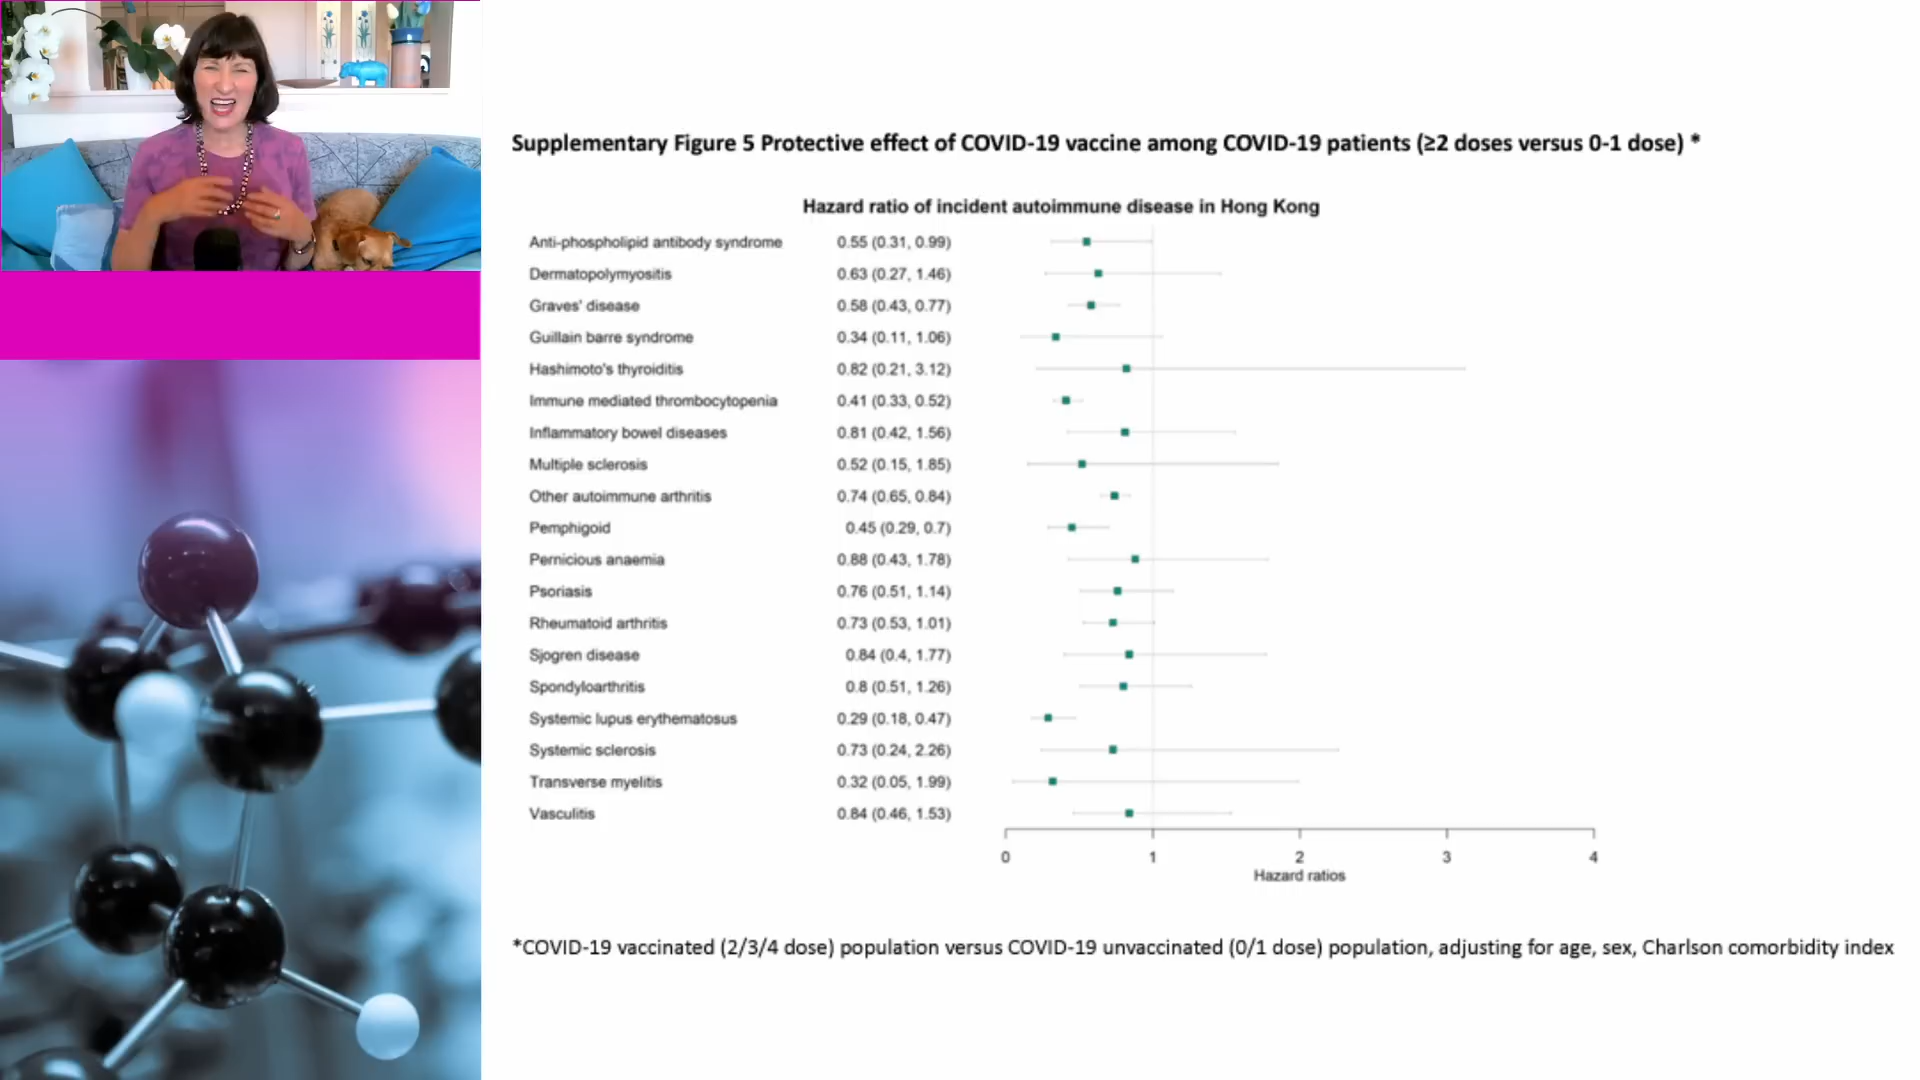 Supplementary Figure 5 Protective effect of COVID-19 vaccine among COVID-19 patients (≥2 doses versus 0-1 dose) *
Hazard ratio of incident autoimmune disease in Hong Kong
Anti-phospholipid antibody syndrome 0.55 (0.31, 0.99)
Dermatopolymyositis 0.63 (0.27, 1.46)
Graves' disease 0.58 (0.43, 0.77)
Guillain barre syndrome 0.34 (0.11, 1.06)
Hashimoto's thyroiditis 0.82 (0.21, 3.12)
Immune mediated thrombocytopenia 0.41 (0.33, 0.52)
Inflammatory bowel diseases 0.81 (0.42, 1.56)
Multiple sclerosis 0.52 (0.15, 1.85)
Other autoimmune arthritis 0.74 (0.65, 0.84)
Pemphigoid 0.45 (0.29, 0.7)
Pernicious anaemia 0.88 (0.43, 1.78)
Psoriasis 0.76 (0.51, 1.14)
Rheumatoid arthritis 0.73 (0.53, 1.01)
Sjogren disease 0.84 (0.4, 1.77)
Spondyloarthritis 0.8 (0.51, 1.26)
Systemic lupus erythematosus 0.29 (0.18, 0.47)
Systemic sclerosis 0.73 (0.24, 2.26)
Transverse myelitis 0.32 (0.05, 1.99)
Vasculitis 0.84 (0.46, 1.53)
0 1 2 3 4
Hazard ratios
*COVID-19 vaccinated (2/3/4 dose) population versus COVID-19 unvaccinated (0/1 dose) population, adjusting for age, sex, Charlson comorbidity index